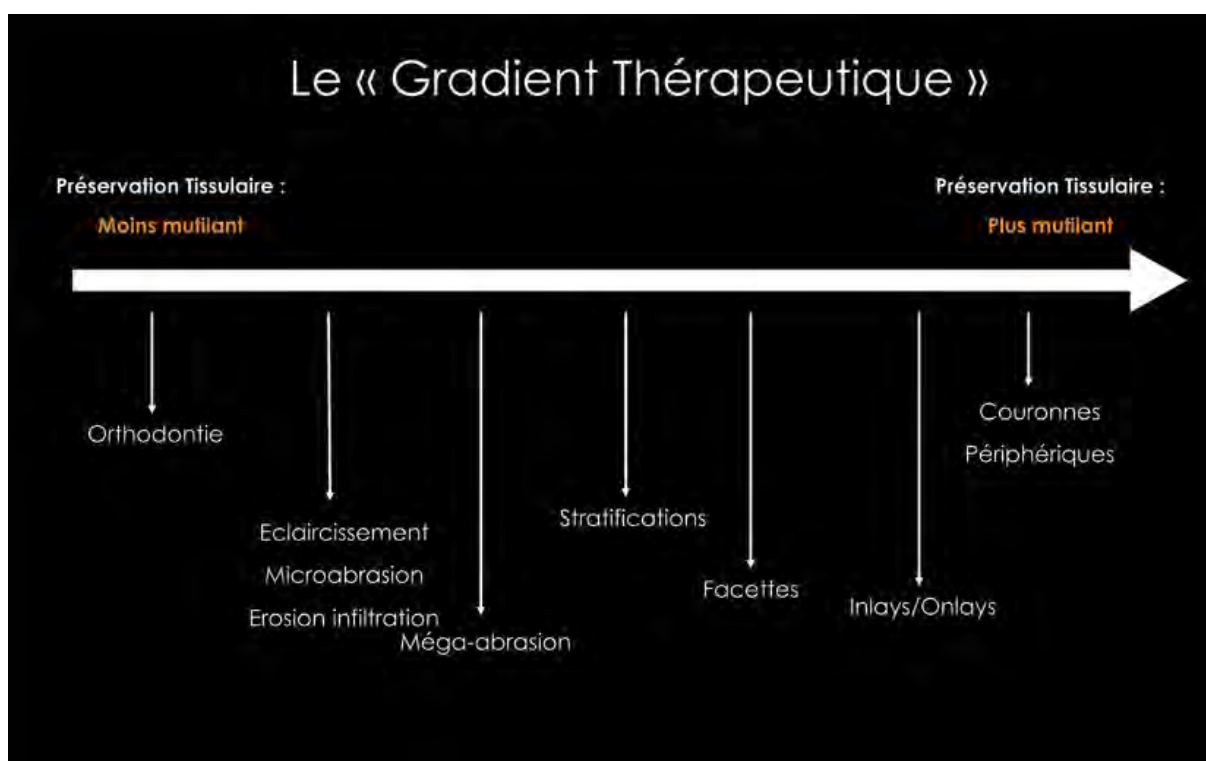 Le « Gradient Thérapeutique »
Préservation Tissulaire :
Moins mutilant
Préservation Tissulaire :
Plus mutilant
Orthodontie
Eclaircissement
Microabrasion
Erosion infiltration
Méga-abrasion
Stratifications
Facettes
Inlays/Onlays
Couronnes
Périphériques